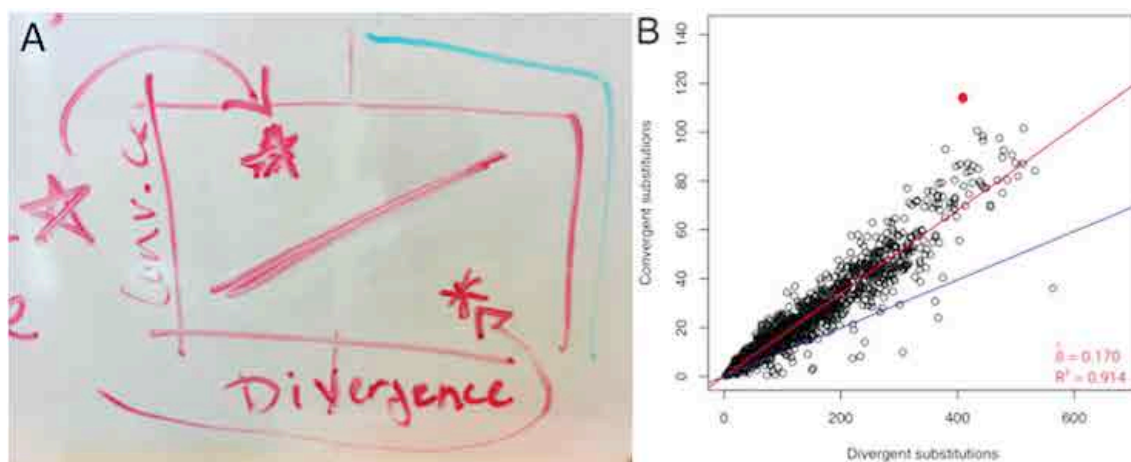 A
Conv.ce
Divergence
B
140
120
100
80
60
40
20
0
Convergent substitutions
0 200 400 600
Divergent substitutions
R² = 0.914